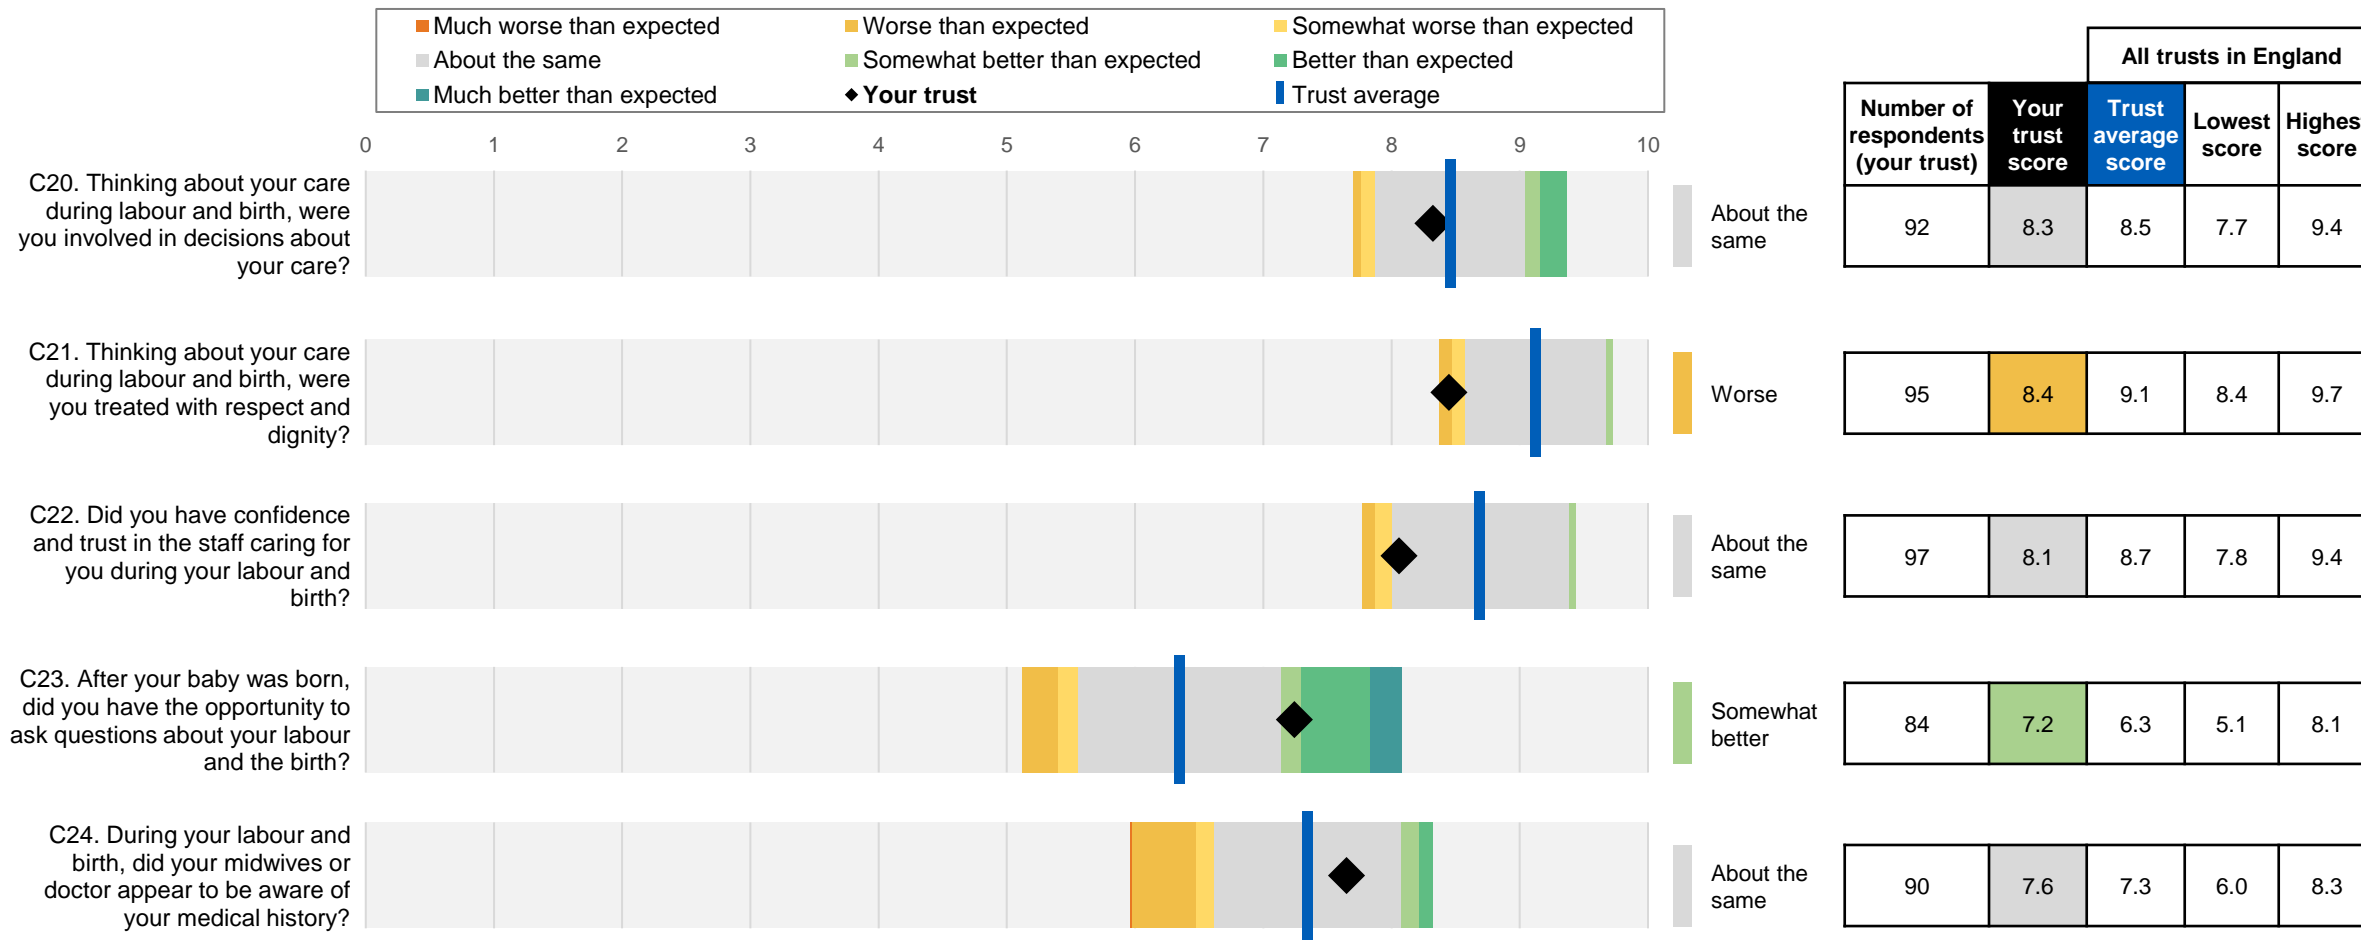 Much worse than expected
Worse than expected
Somewhat worse than expected
About the same
Somewhat better than expected
Better than expected
Much better than expected
Your trust
Trust average
All trusts in England
Number of
respondents
(your trust)
Your
trust
score
Trust
average
score
Lowest
score
Highes
score
0 1 2 3 4 5 6 7 8 9 10
C20. Thinking about your care
during labour and birth, were
you involved in decisions about
your care?
About the
same
92 8.3 8.5 7.7 9.4
C21. Thinking about your care
during labour and birth, were
you treated with respect and
dignity?
Worse
95 8.4 9.1 8.4 9.7
C22. Did you have confidence
and trust in the staff caring for
you during your labour and
birth?
About the
same
97 8.1 8.7 7.8 9.4
C23. After your baby was born,
did you have the opportunity to
ask questions about your labour
and the birth?
Somewhat
better
84 7.2 6.3 5.1 8.1
C24. During your labour and
birth, did your midwives or
doctor appear to be aware of
your medical history?
About the
same
90 7.6 7.3 6.0 8.3